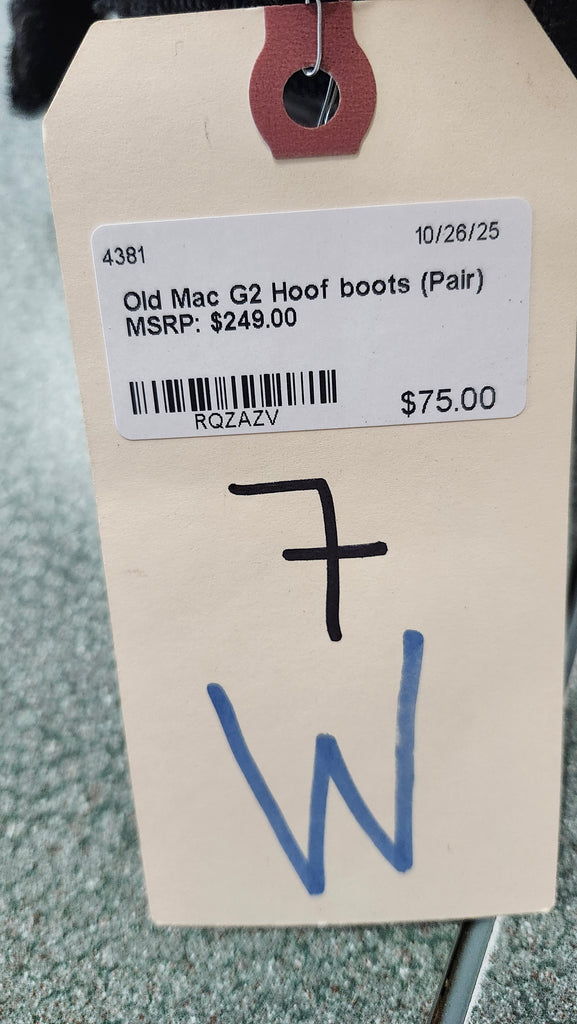 4381
10/26/25
Old Mac G2 Hoof boots (Pair)
MSRP: $249.00
RQZAZV
$75.00
7
W